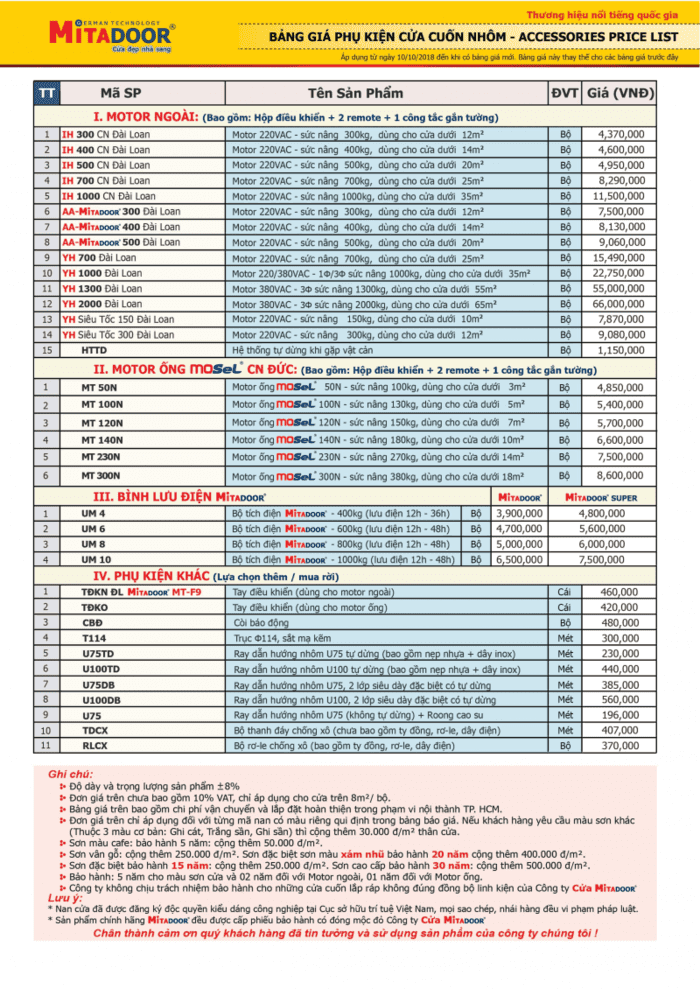 GERMAN TECHNOLOGY
MITADOOR®
Cửa đẹp nhà sang
Thương hiệu nổi tiếng quốc gia
BẢNG GIÁ PHỤ KIỆN CỬA CUỐN NHÔM - ACCESSORIES PRICE LIST
Áp dụng từ ngày 10/10/2018 đến khi có bảng giá mới. Bảng giá này thay thế cho các bảng giá trước đây
TT Mã SP Tên Sản Phẩm ĐVT Giá (VNĐ)
I. MOTOR NGOÀI: (Bao gồm: Hộp điều khiển + 2 remote + 1 công tắc gắn tường)
1 IH 300 CN Đài Loan Motor 220VAC - sức nâng 300kg, dùng cho cửa dưới 12m² Bộ 4,370,000
2 IH 400 CN Đài Loan Motor 220VAC - sức nâng 400kg, dùng cho cửa dưới 14m² Bộ 4,600,000
3 IH 500 CN Đài Loan Motor 220VAC - sức nâng 500kg, dùng cho cửa dưới 20m² Bộ 4,950,000
4 IH 700 CN Đài Loan Motor 220VAC - sức nâng 700kg, dùng cho cửa dưới 25m² Bộ 8,290,000
5 IH 1000 CN Đài Loan Motor 220VAC - sức nâng 1000kg, dùng cho cửa dưới 35m² Bộ 11,500,000
6 AA-MITADOOR® 300 Đài Loan Motor 220VAC - sức nâng 300kg, dùng cho cửa dưới 12m² Bộ 7,500,000
7 AA-MITADOOR® 400 Đài Loan Motor 220VAC - sức nâng 400kg, dùng cho cửa dưới 14m² Bộ 8,130,000
8 AA-MITADOOR® 500 Đài Loan Motor 220VAC - sức nâng 500kg, dùng cho cửa dưới 20m² Bộ 9,060,000
9 YH 700 Đài Loan Motor 220VAC - sức nâng 700kg, dùng cho cửa dưới 25m² Bộ 15,490,000
10 YH 1000 Đài Loan Motor 220/380VAC - 1Φ/3Φ sức nâng 1000kg, dùng cho cửa dưới 35m² Bộ 22,750,000
11 YH 1300 Đài Loan Motor 380VAC - 3Φ sức nâng 1300kg, dùng cho cửa dưới 55m² Bộ 55,000,000
12 YH 2000 Đài Loan Motor 380VAC - 3Φ sức nâng 2000kg, dùng cho cửa dưới 65m² Bộ 66,000,000
13 YH Siêu Tốc 150 Đài Loan Motor 220VAC - sức nâng 150kg, dùng cho cửa dưới 10m² Bộ 7,870,000
14 YH Siêu Tốc 300 Đài Loan Motor 220VAC - sức nâng 300kg, dùng cho cửa dưới 12m² Bộ 9,080,000
15 HTTD Hệ thống tự dừng khi gặp vật cản Bộ 1,150,000
II. MOTOR ỐNG MOSEL® CN ĐỨC: (Bao gồm: Hộp điều khiển + 2 remote + 1 công tắc gắn tường)
1 MT 50N Motor ống MOSEL® 50N - sức nâng 100kg, dùng cho cửa dưới 3m² Bộ 4,850,000
2 MT 100N Motor ống MOSEL® 100N - sức nâng 130kg, dùng cho cửa dưới 5m² Bộ 5,400,000
3 MT 120N Motor ống MOSEL® 120N - sức nâng 150kg, dùng cho cửa dưới 7m² Bộ 5,700,000
4 MT 140N Motor ống MOSEL® 140N - sức nâng 180kg, dùng cho cửa dưới 10m² Bộ 6,600,000
5 MT 230N Motor ống MOSEL® 230N - sức nâng 270kg, dùng cho cửa dưới 14m² Bộ 7,500,000
6 MT 300N Motor ống MOSEL® 300N - sức nâng 380kg, dùng cho cửa dưới 18m² Bộ 8,600,000
III. BÌNH LƯU ĐIỆN MITADOOR® MITADOOR® MITADOOR® SUPER
1 UM 4 Bộ tích điện MITADOOR® - 400kg (lưu điện 12h - 36h) Bộ 3,900,000 4,800,000
2 UM 6 Bộ tích điện MITADOOR® - 600kg (lưu điện 12h - 48h) Bộ 4,700,000 5,600,000
3 UM 8 Bộ tích điện MITADOOR® - 800kg (lưu điện 12h - 48h) Bộ 5,000,000 6,000,000
4 UM 10 Bộ tích điện MITADOOR® - 1000kg (lưu điện 12h - 48h) Bộ 6,500,000 7,500,000
IV. PHỤ KIỆN KHÁC (Lựa chọn thêm / mua rời)
1 TĐKN ĐL MITADOOR® MT-F9 Tay điều khiển (dùng cho motor ngoài) Cái 460,000
2 TĐKO Tay điều khiển (dùng cho motor ống) Cái 420,000
3 CBĐ Còi báo động Bộ 480,000
4 T114 Trục Φ114, sắt mạ kẽm Mét 300,000
5 U75TD Ray dẫn hướng nhôm U75 tự dừng (bao gồm nẹp nhựa + dây inox) Mét 230,000
6 U100TD Ray dẫn hướng nhôm U100 tự dừng (bao gồm nẹp nhựa + dây inox) Mét 440,000
7 U75DB Ray dẫn hướng nhôm U75, 2 lớp siêu dày đặc biệt có tự dừng Mét 385,000
8 U100DB Ray dẫn hướng nhôm U100, 2 lớp siêu dày đặc biệt có tự dừng Mét 560,000
9 U75 Ray dẫn hướng nhôm U75 (không tự dừng) + Roong cao su Mét 196,000
10 TDCX Bộ thanh đáy chống xô (chưa bao gồm ty đồng, rơ-le, dây điện) Mét 407,000
11 RLCX Bộ rơ-le chống xô (bao gồm ty đồng, rơ-le, dây điện) Bộ 370,000
Ghi chú:
Độ dày và trọng lượng sản phẩm ±8%
Đơn giá trên chưa bao gồm 10% VAT, chỉ áp dụng cho cửa trên 8m²/ bộ.
Bảng giá trên bao gồm chi phí vận chuyển và lắp đặt hoàn thiện trong phạm vi nội thành TP. HCM.
Đơn giá trên chỉ áp dụng đối với từng mã nan có màu riêng qui định trong bảng báo giá. Nếu khách hàng yêu cầu màu sơn khác
(Thuộc 3 màu cơ bản: Ghi cát, Trắng sần, Ghi sần) thì cộng thêm 30.000 đ/m² thân cửa.
Sơn màu cafe: bảo hành 5 năm: cộng thêm 50.000 đ/m².
Sơn vân gỗ: cộng thêm 250.000 đ/m². Sơn đặc biệt sơn màu xám nhũ bảo hành 20 năm cộng thêm 400.000 đ/m².
Sơn đặc biệt bảo hành 15 năm: cộng thêm 250.000 đ/m². Sơn cao cấp bảo hành 30 năm: cộng thêm 500.000 đ/m².
Bảo hành: 5 năm cho màu sơn cửa và 02 năm đối với Motor ngoài, 01 năm đối với Motor ống.
Công ty không chịu trách nhiệm bảo hành cho những cửa cuốn lắp ráp không đúng đồng bộ linh kiện của Công ty Cửa MITADOOR®
Lưu ý:
* Nan cửa đã được đăng ký độc quyền kiểu dáng công nghiệp tại Cục sở hữu trí tuệ Việt Nam, mọi sao chép, nhái hàng đều vi phạm pháp luật.
* Sản phẩm chính hãng MITADOOR® đều được cấp phiếu bảo hành có đóng mộc đỏ Công ty Cửa MITADOOR®
Chân thành cảm ơn quý khách hàng đã tin tưởng và sử dụng sản phẩm của công ty chúng tôi !